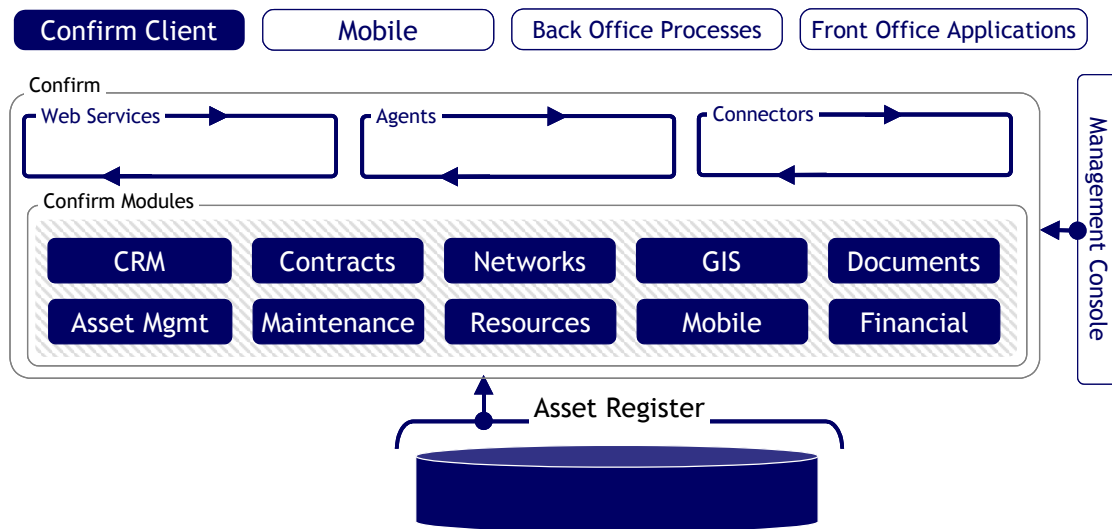 Confirm Client
Mobile
Back Office Processes
Front Office Applications
Confirm
Web Services
Agents
Connectors
Management Console
Confirm Modules
CRM
Contracts
Networks
GIS
Documents
Asset Mgmt
Maintenance
Resources
Mobile
Financial
Asset Register